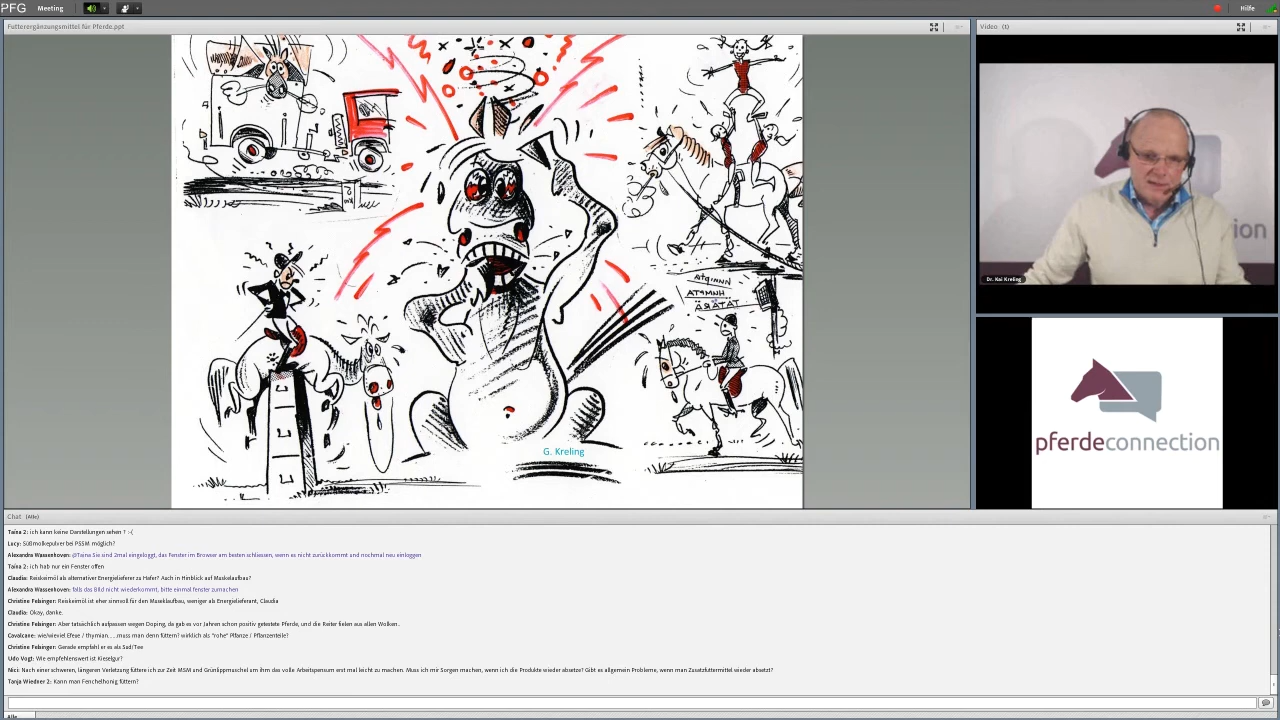 PFG
Meeting
Hilfe
Futterergänzungsmittel für Pferde.ppt
Video (1)
G. Kreling
Dr. Kai Kreling
ion
pferdeconnection
Chat (Alle)
Taina 2: ich kann keine Darstellungen sehen ? :-(
Lucy: Süßmolkepulver bei PSSM möglich?
Alexandra Wassenhoven: @Taina Sie sind 2mal eingeloggt, das Fenster im Browser am besten schliessen, wenn es nicht zurückkommt und nochmal neu einloggen
Taina 2: ich hab nur ein Fenster offen
Claudia: Reiskeimöl als alternativer Energielieferer zu Hafer? Auch in Hinblick auf Muskelaufbau?
Alexandra Wassenhoven: falls das Bild nicht wiederkommt, bitte einmal fenster zumachen
Christine Felsinger: Reiskeimöl ist eher sinnvoll für den Museklaufbau, weniger als Energielieferant, Claudia
Claudia: Okay, danke.
Christine Felsinger: Aber tatsächlich aufpassen wegen Doping, da gab es vor Jahren schon positiv getestete Pferde, und die Reiter fielen aus allen Wolken..
Cavalcare: wie/wieviel Efeue / thymian.....muss man denn füttern? wirklich als "rohe" Pflanze / Pflanzenteile?
Christine Felsinger: Gerade empfahl er es als Sud/Tee
Udo Vogt: Wie empfehlenswert ist Kieselgur?
Nici: Nach einer schweren, längeren Verletzung füttere ich zur Zeit MSM und Grünlippmuschel um ihm das volle Arbeitspensum erst mal leicht zu machen. Muss ich mir Sorgen machen, wenn ich die Produkte wieder absetze? Gibt es allgemein Probleme, wenn man Zusatzfuttermittel wieder absetzt?
Tanja Wiedner 2: Kann man Fenchelhonig füttern?
Alle